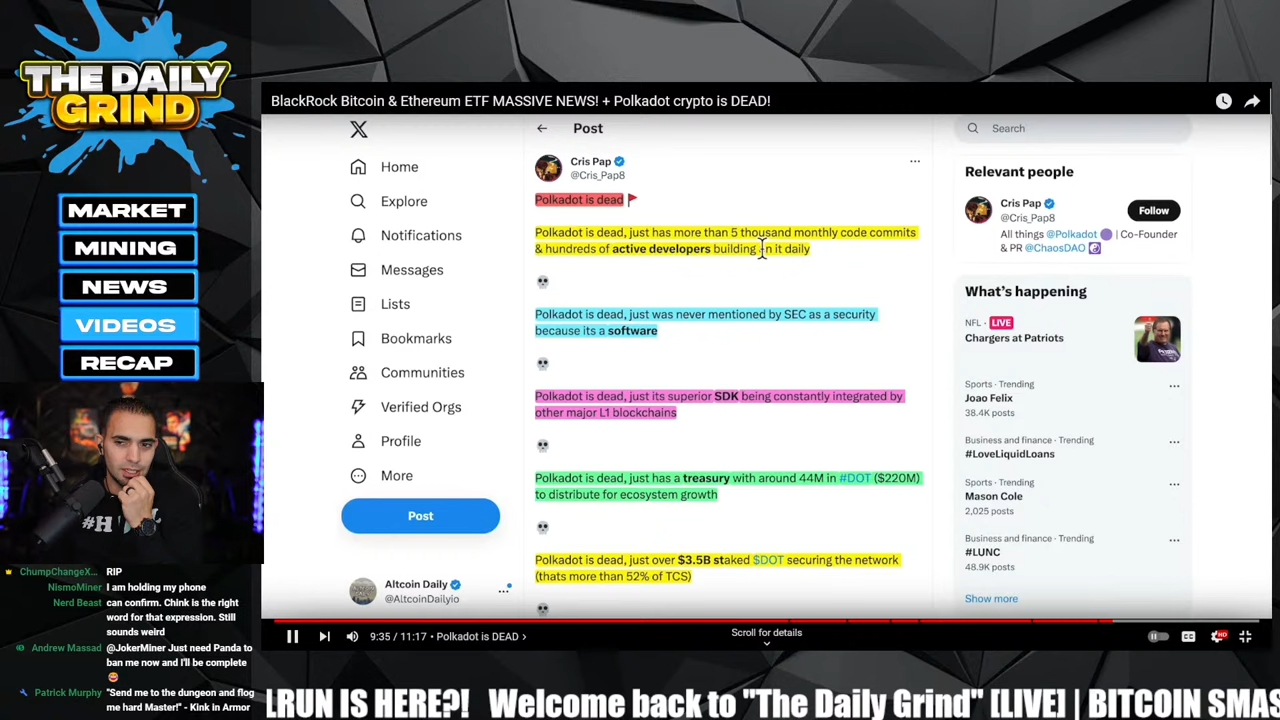 THE DAILY
GRIND
MARKET
MINING
NEWS
VIDEOS
RECAP
#H
ChumpChangeX... RIP
NismoMiner I am holding my phone
Nerd Beast can confirm. Chink is the right
word for that expression. Still
sounds weird
Andrew Massad @JokerMiner Just need Panda to
ban me now and I'll be complete
Patrick Murphy "Send me to the dungeon and flog
me hard Master!" - Kink in Armor
BlackRock Bitcoin & Ethereum ETF MASSIVE NEWS! + Polkadot crypto is DEAD!
X
Home
Explore
Notifications
Messages
Lists
Bookmarks
Communities
Verified Orgs
Profile
More
Post
Altcoin Daily
@AltcoinDailyio
Post
Cris Pap
@Cris_Pap8
Polkadot is dead
Polkadot is dead, just has more than 5 thousand monthly code commits
& hundreds of active developers building in it daily
Polkadot is dead, just was never mentioned by SEC as a security
because its a software
Polkadot is dead, just its superior SDK being constantly integrated by
other major L1 blockchains
Polkadot is dead, just has a treasury with around 44M in #DOT ($220M)
to distribute for ecosystem growth
Polkadot is dead, just over $3.5B staked $DOT securing the network
(thats more than 52% of TCS)
Search
Relevant people
Cris Pap
@Cris_Pap8
Follow
All things @Polkadot | Co-Founder
& PR @ChaosDAO
What's happening
NFL · LIVE
Chargers at Patriots
Sports · Trending
Joao Felix
38.4K posts
Business and finance · Trending
#LoveLiquidLoans
Sports · Trending
Mason Cole
2,025 posts
Business and finance · Trending
#LUNC
48.9K posts
Show more
9:35 / 11:17 • Polkadot is DEAD >
Scroll for details
CC
HD
LRUN IS HERE?! Welcome back to "The Daily Grind" [LIVE] | BITCOIN SMAS